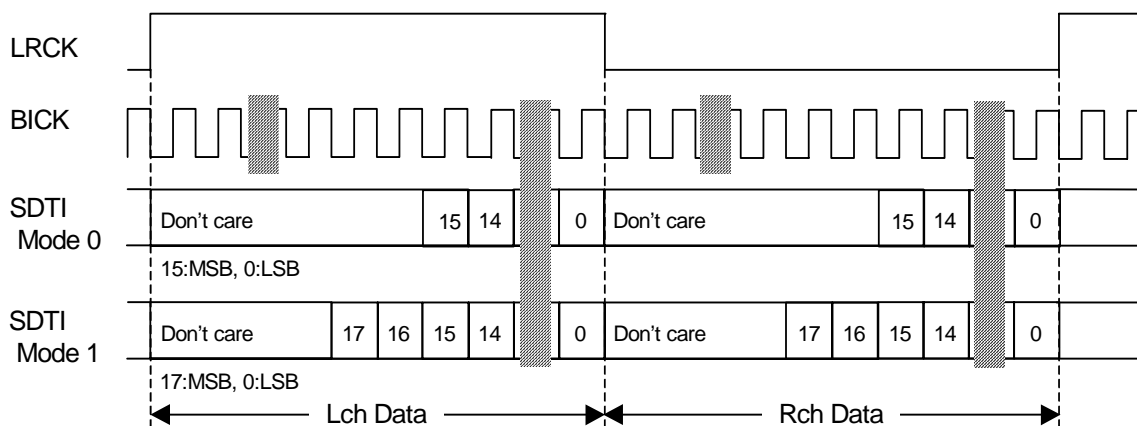 LRCK
BICK
SDTI
Mode 0
Don't care 15 14 0 Don't care 15 14 0
15:MSB, 0:LSB
SDTI
Mode 1
Don't care 17 16 15 14 0 Don't care 17 16 15 14 0
17:MSB, 0:LSB
Lch Data Rch Data